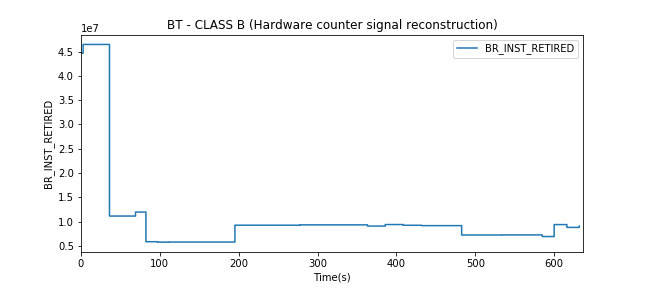 BT - CLASS B (Hardware counter signal reconstruction)
1e7
BR_INST_RETIRED
4.5
4.0
3.5
3.0
2.5
2.0
1.5
1.0
0.5
BR_INST_RETIRED
0 100 200 300 400 500 600
Time(s)